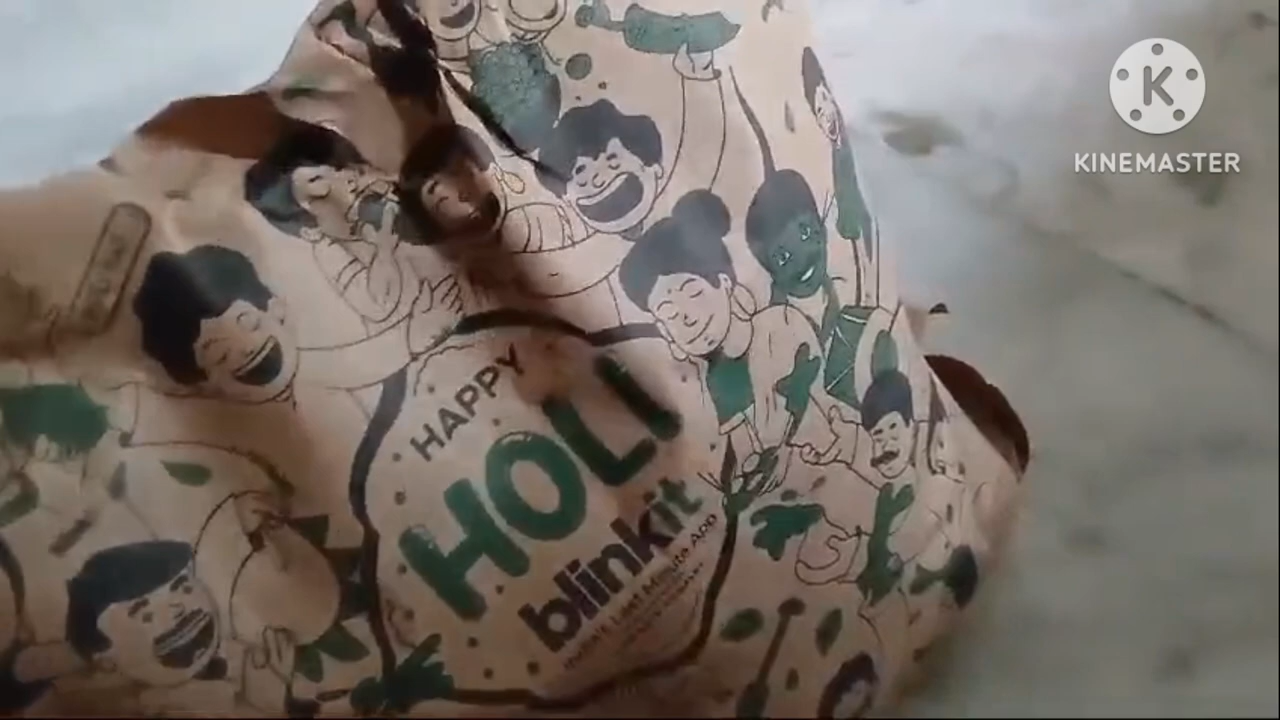 KINEMASTER
HAPPY
HOLI
blinkit
India's Last Minute App